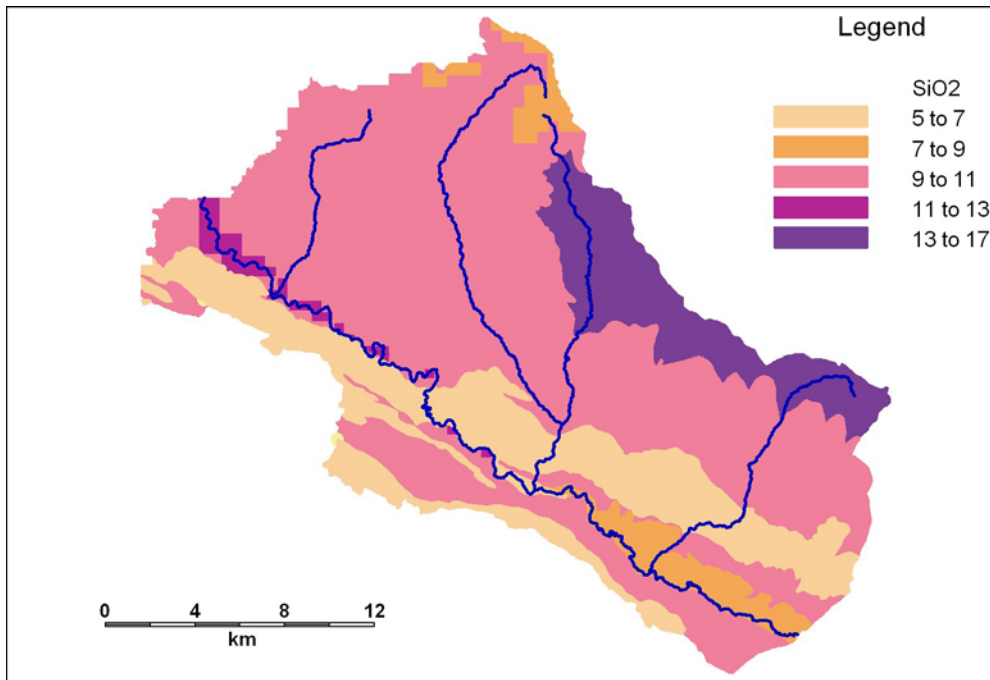 Legend
SiO2
5 to 7
7 to 9
9 to 11
11 to 13
13 to 17
0 4 8 12
km